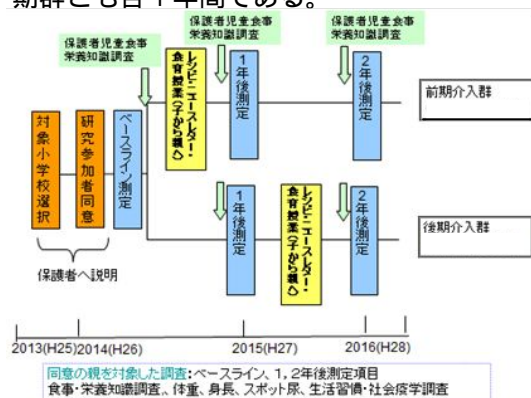 期群とも各１年間である。
保護者児童食事
栄養知識調査
保護者児童食事
栄養知識調査
保護者児童食事
栄養知識調査
対象小学校選択
研究参加者同意
ベースライン測定
レシピ・ニュースレター・
食育授業(子から親へ)
1年後測定
2年後測定
前期介入群
1年後測定
レシピ・ニュースレター・
食育授業(子から親へ)
2年後測定
後期介入群
保護者へ説明
2013(H25)
2014(H26)
2015(H27)
2016(H28)
同意の親を対象した調査：ベースライン、1，2年後測定項目
食事・栄養知識調査、体重、身長、スポット尿、生活習慣・社会疫学調査